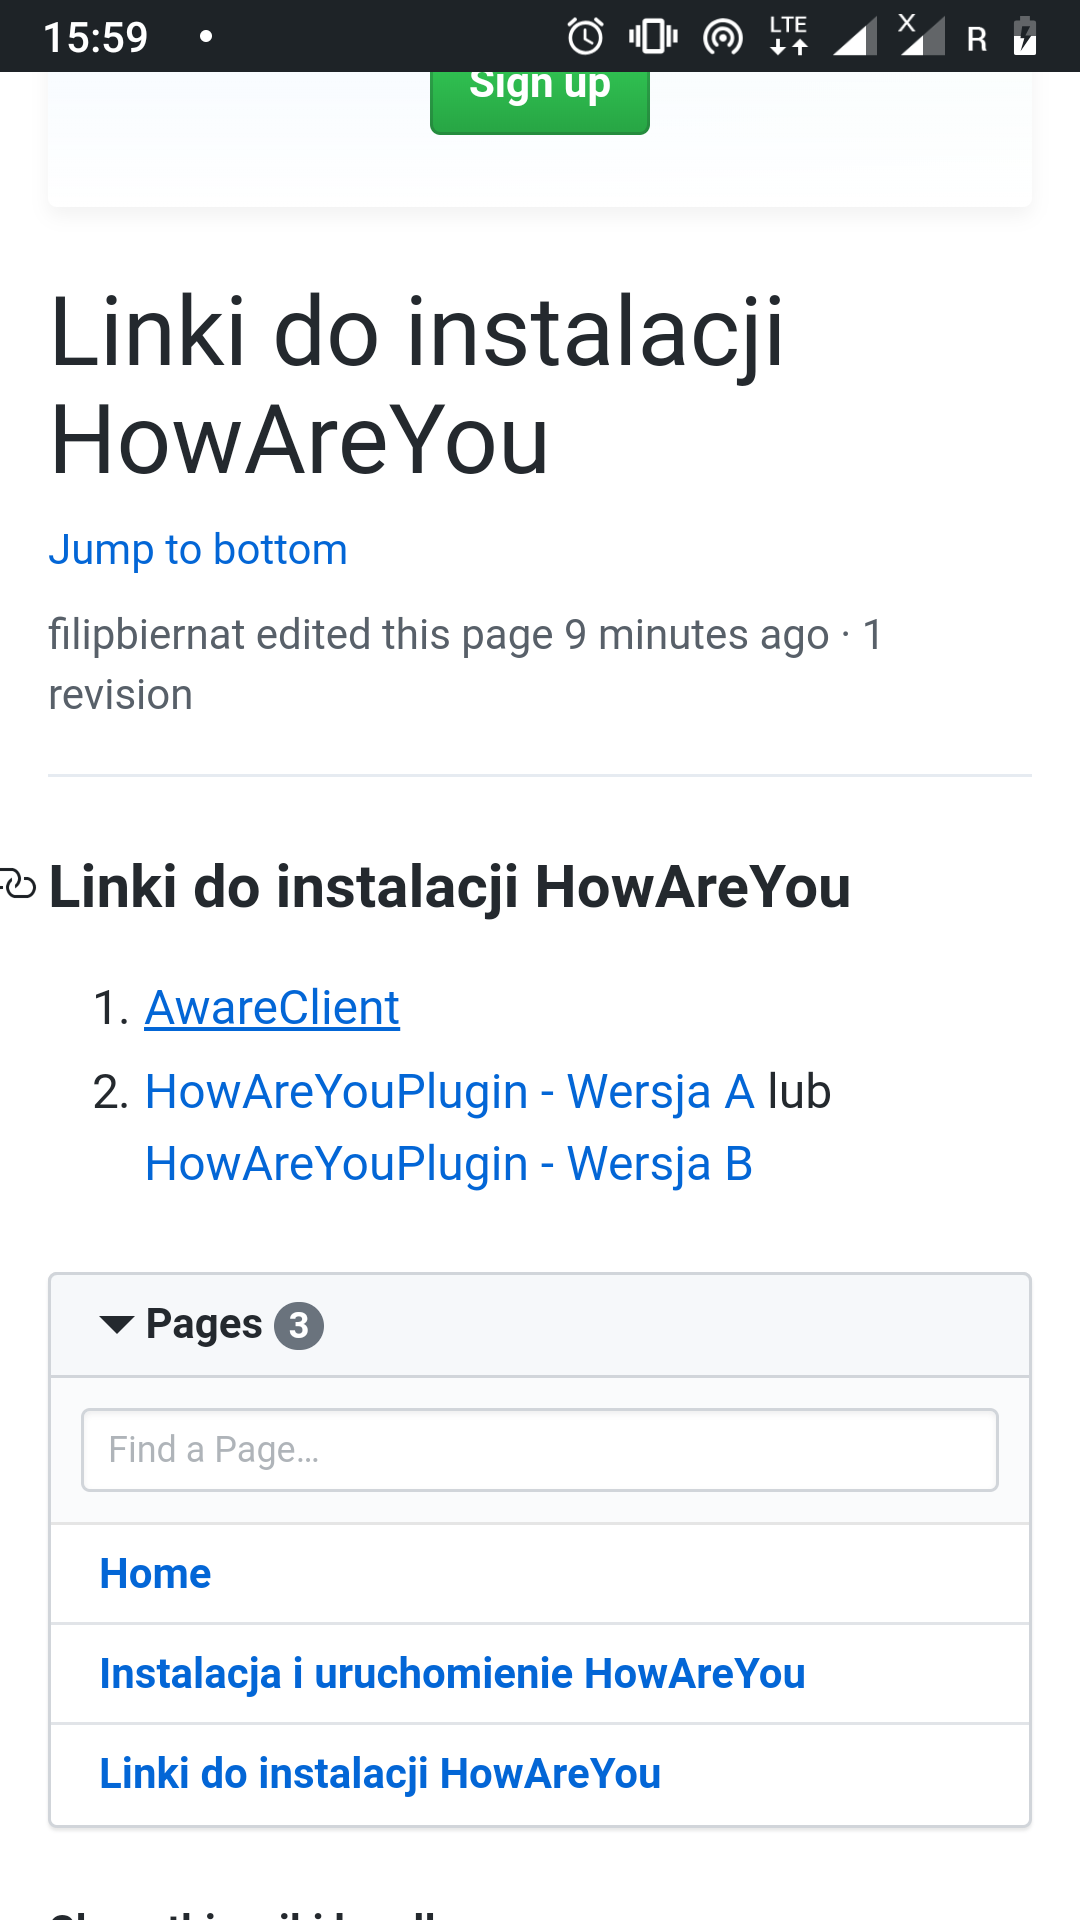 15:59
LTE
X
R
Sign up
Linki do instalacji
HowAreYou
Jump to bottom
filipbiernat edited this page 9 minutes ago · 1
revision
Linki do instalacji HowAreYou
1. AwareClient
2. HowAreYouPlugin - Wersja A lub
HowAreYouPlugin - Wersja B
Pages 3
Find a Page…
Home
Instalacja i uruchomienie HowAreYou
Linki do instalacji HowAreYou